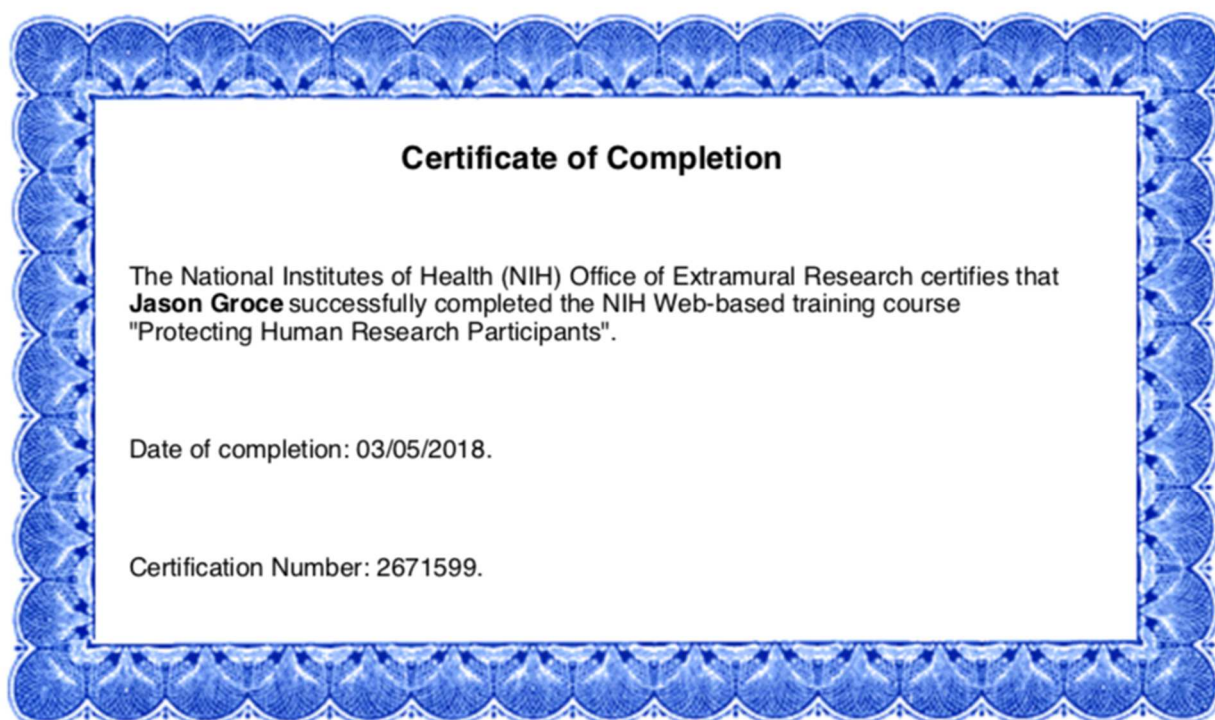 Certificate of Completion
The National Institutes of Health (NIH) Office of Extramural Research certifies that
Jason Groce successfully completed the NIH Web-based training course
"Protecting Human Research Participants".
Date of completion: 03/05/2018.
Certification Number: 2671599.